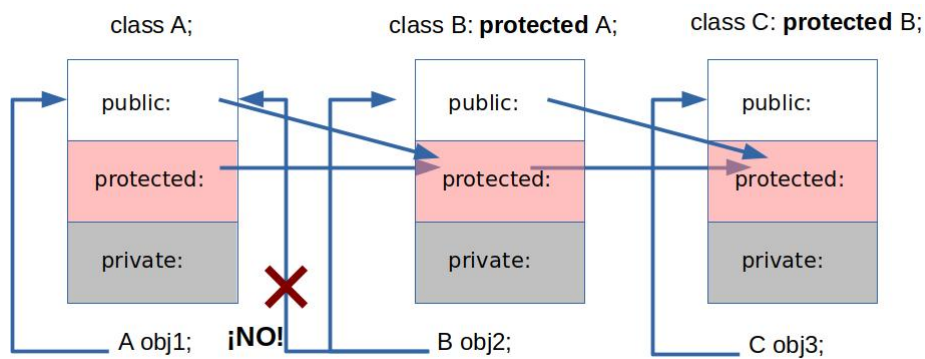 class A;
class B: protected A;
class C: protected B;
public:
public:
public:
protected:
protected:
protected:
private:
private:
private:
A obj1;
¡NO!
B obj2;
C obj3;